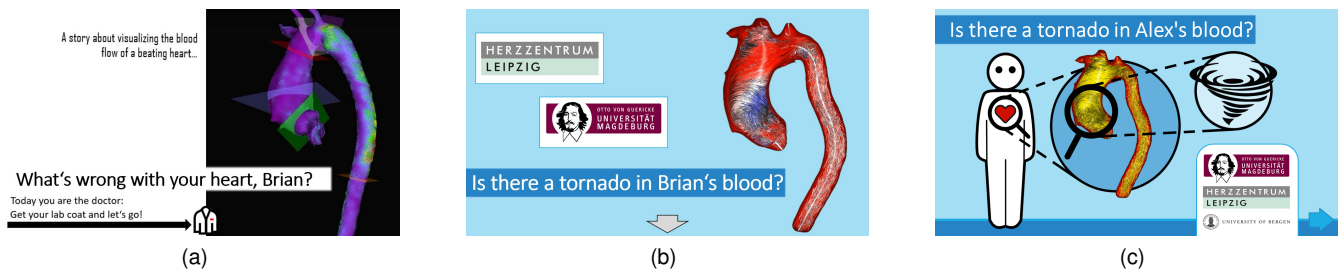 A story about visualizing the blood
flow of a beating heart...
What's wrong with your heart, Brian?
Today you are the doctor:
Get your lab coat and let's go!
(a)
HERZZENTRUM
LEIPZIG
OTTO VON GUERICKE
UNIVERSITÄT
MAGDEBURG
Is there a tornado in Brian's blood?
(b)
Is there a tornado in Alex's blood?
OTTO VON GUERICKE
UNIVERSITÄT
MAGDEBURG
HERZZENTRUM
LEIPZIG
UNIVERSITY OF BERGEN
(c)